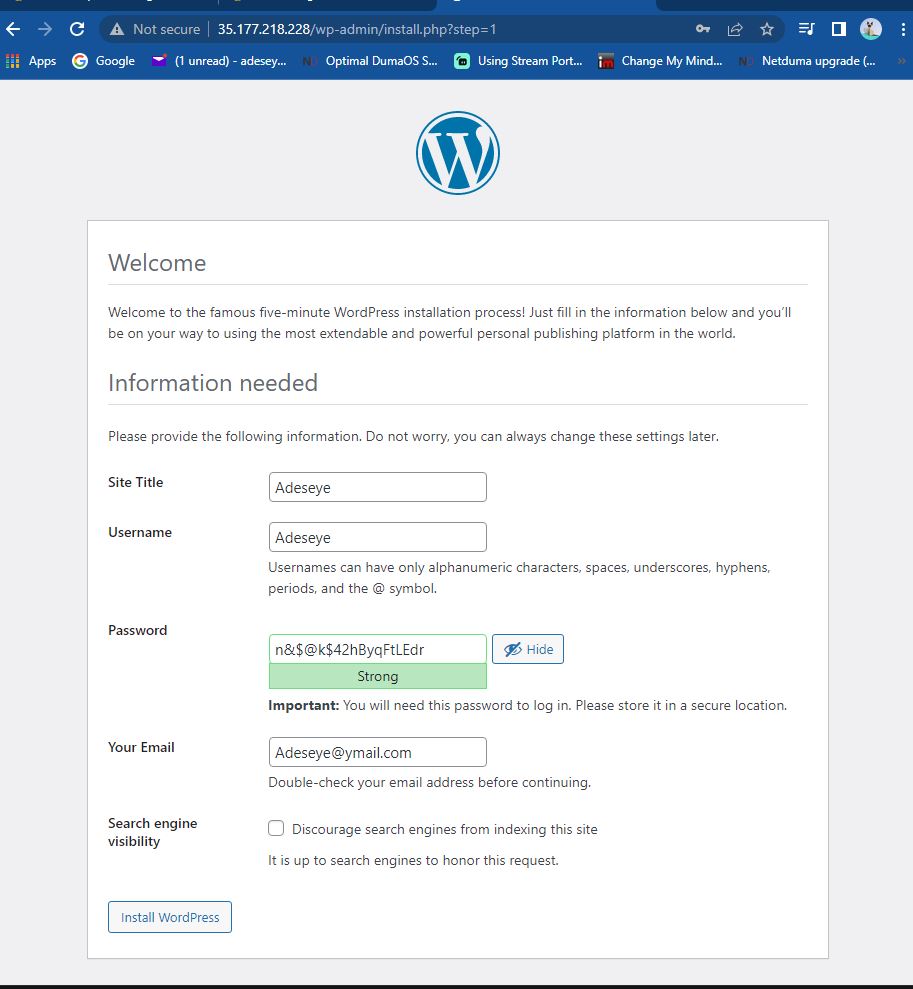 Not secure | 35.177.218.228/wp-admin/install.php?step=1
Apps Google (1 unread) - adesey... Optimal DumaOS S... Using Stream Port... Change My Mind... Netduma upgrade (... »
Welcome
Welcome to the famous five-minute WordPress installation process! Just fill in the information below and you’ll
be on your way to using the most extendable and powerful personal publishing platform in the world.
Information needed
Please provide the following information. Do not worry, you can always change these settings later.
Site Title
Adeseye
Username
Adeseye
Usernames can have only alphanumeric characters, spaces, underscores, hyphens,
periods, and the @ symbol.
Password
n&$@k$42hByqFtLEdr
Hide
Strong
Important: You will need this password to log in. Please store it in a secure location.
Your Email
Adeseye@ymail.com
Double-check your email address before continuing.
Search engine
visibility
Discourage search engines from indexing this site
It is up to search engines to honor this request.
Install WordPress